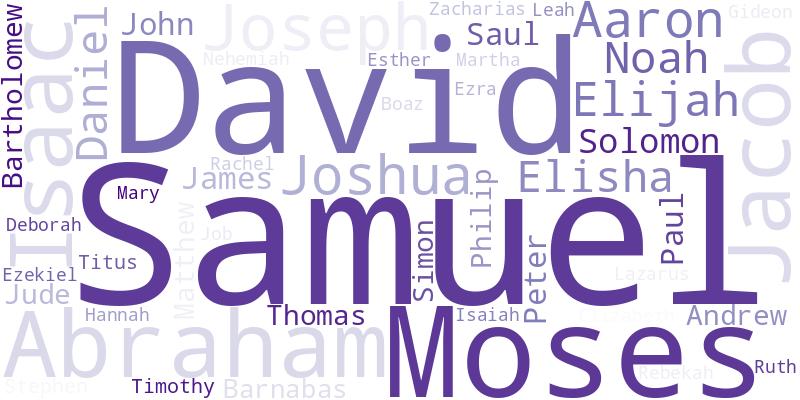 Bartholomew
Isaac
Daniel
John
Joseph
Zacharias
Leah
Aaron
Gideon
Saul
Nehemiah
Esther
Martha
Noah
David
Ezra
Boaz
Elijah
Jacob
Solomon
Rachel
James
Joshua
Philip
Elisha
Mary
Samuel
Deborah
Matthew
Job
Simon
Paul
Titus
Peter
Ezekiel
Lazarus
Jude
Hannah
Thomas
Isaiah
Elizabeth
Andrew
Abraham
Moses
Ruth
Rebekah
Stephen
Timothy
Barnabas